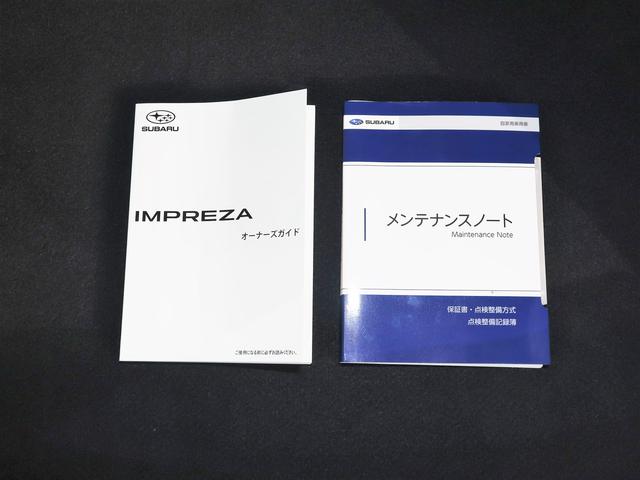 SUBARU
IMPREZA
オーナーズガイド
ご使用になる前に必ずお読みください。
SUBARU
自家用乗用車
メンテナンスノート
Maintenance Note
保証書・点検整備方式
点検整備記録簿